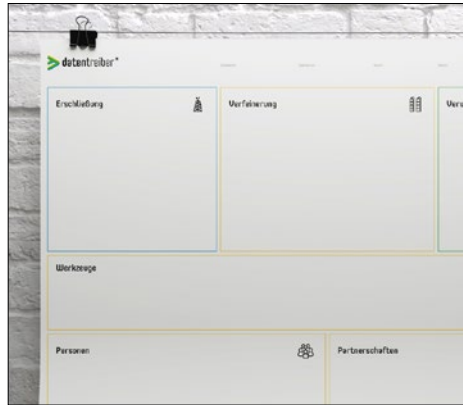 datentreiber®
Erschließung
Verfeinerung
Werkzeuge
Personen
Partnerschaften